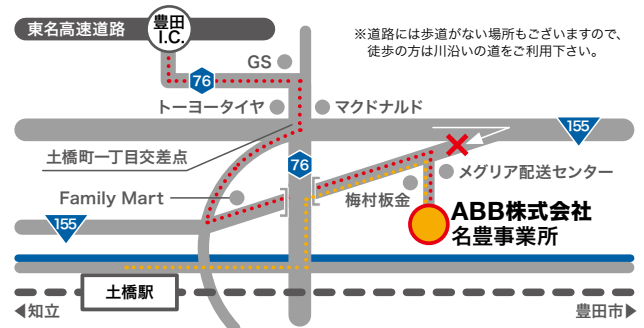 東名高速道路
豊田
I.C.
※道路には歩道がない場所もございますので、
徒歩の方は川沿いの道をご利用下さい。
GS
76
トーヨータイヤ
マクドナルド
155
土橋町一丁目交差点
76
メグリア配送センター
Family Mart
梅村板金
ABB株式会社
名豊事業所
155
土橋駅
◀知立
豊田市▶